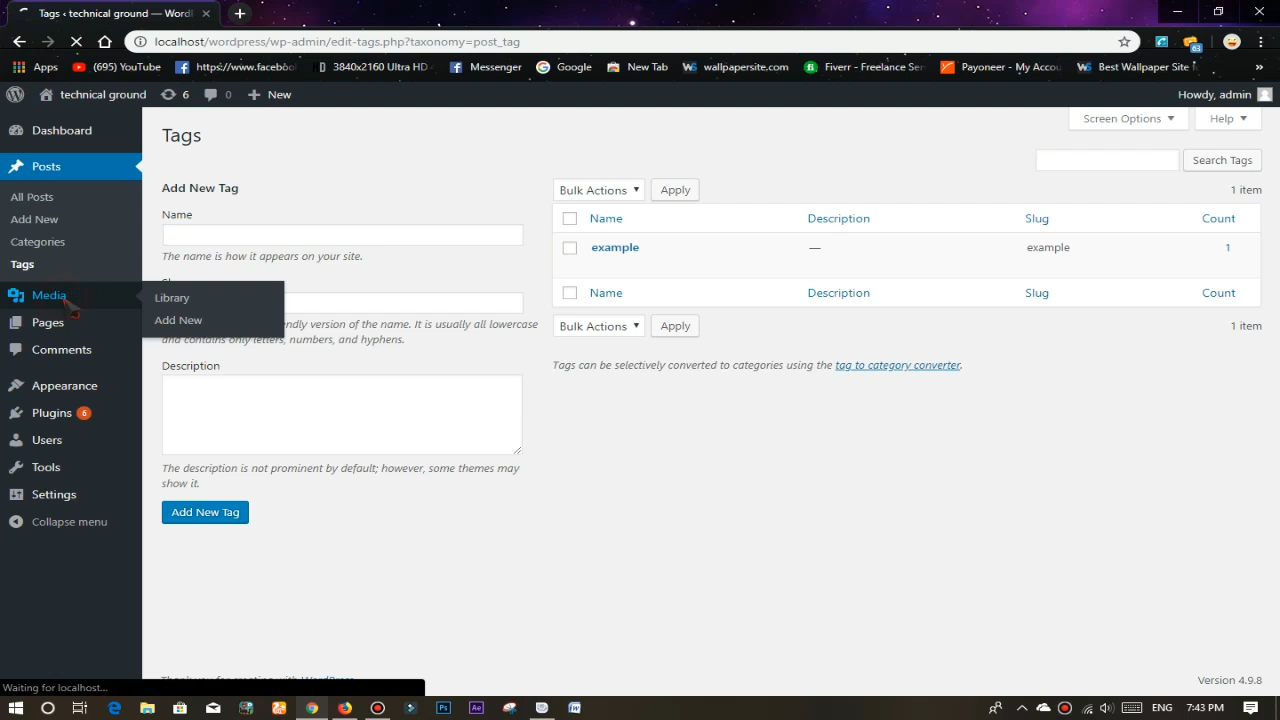 Tags ‹ technical ground — Wordl
localhost/wordpress/wp-admin/edit-tags.php?taxonomy=post_tag
63
Apps
(695) YouTube
https://www.facebo
3840x2160 Ultra HD
Messenger
Google
New Tab
wallpapersite.com
Fiverr - Freelance Ser
Payoneer - My Accou
Best Wallpaper Site
»
technical ground
6
0
New
Howdy, admin
Dashboard
Posts
All Posts
Add New
Categories
Tags
Media
Library
Add New
Pages
Comments
Appearance
Plugins 6
Users
Tools
Settings
Collapse menu
Tags
Screen Options
Help
Search Tags
Add New Tag
Name
The name is how it appears on your site.
endly version of the name. It is usually all lowercase
and contains only letters, numbers, and hyphens.
Description
The description is not prominent by default; however, some themes may
show it.
Add New Tag
Bulk Actions
Apply
1 item
Name Description Slug Count
example — example 1
Name Description Slug Count
Bulk Actions
Apply
1 item
Tags can be selectively converted to categories using the tag to category converter.
Version 4.9.8
Waiting for localhost...
Ps
Ae
ENG
7:43 PM